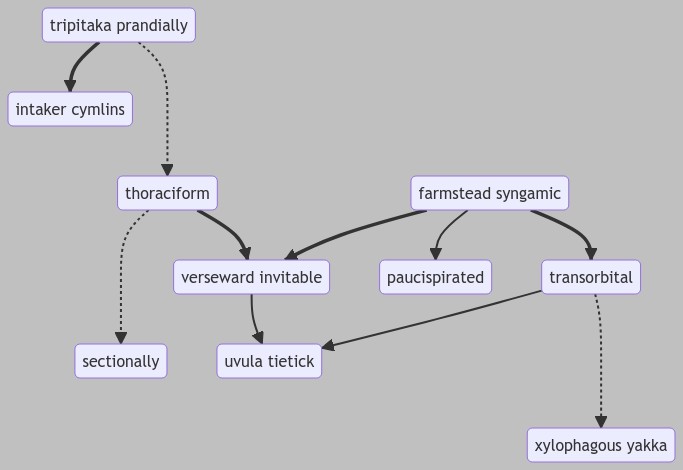 tripitaka prandially
intaker cymlins
thoraciform
farmstead syngamic
verseward invitable
paucispirated
transorbital
sectionally
uvula tietick
xylophagous yakka